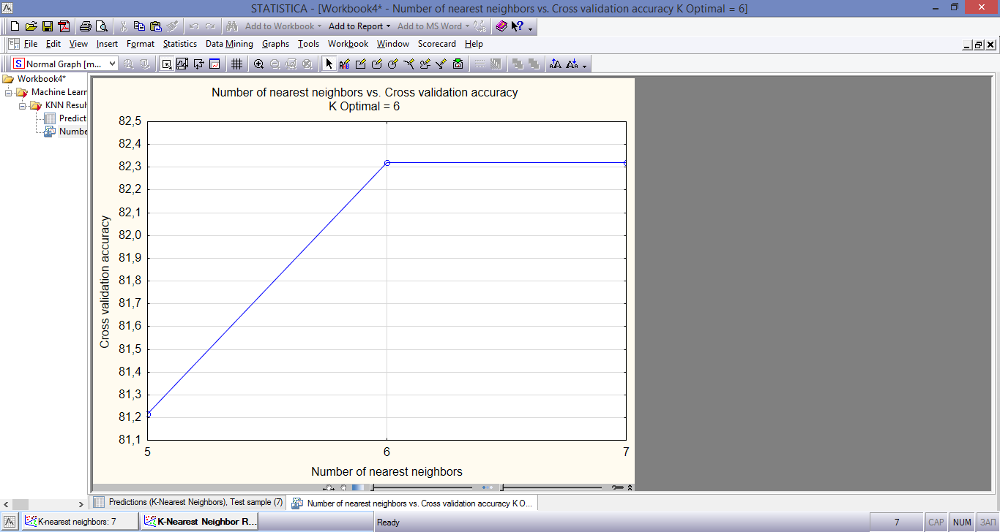 STATISTICA - [Workbook4* - Number of nearest neighbors vs. Cross validation accuracy K Optimal = 6]
Add to Workbook Add to Report Add to MS Word
File Edit View Insert Format Statistics Data Mining Graphs Tools Workbook Window Scorecard Help
Normal Graph [m...
Workbook4*
Machine Learn
KNN Resul
Predict
Numbe
Number of nearest neighbors vs. Cross validation accuracy
K Optimal = 6
82,5
82,4
82,3
82,2
82,1
82,0
81,9
81,8
81,7
81,6
81,5
81,4
81,3
81,2
81,1
Cross validation accuracy
5 6 7
Number of nearest neighbors
Predictions (K-Nearest Neighbors), Test sample (7)
Number of nearest neighbors vs. Cross validation accuracy K O...
K-nearest neighbors: 7
K-Nearest Neighbor R...
Ready
7
CAP
NUM
ЗАП